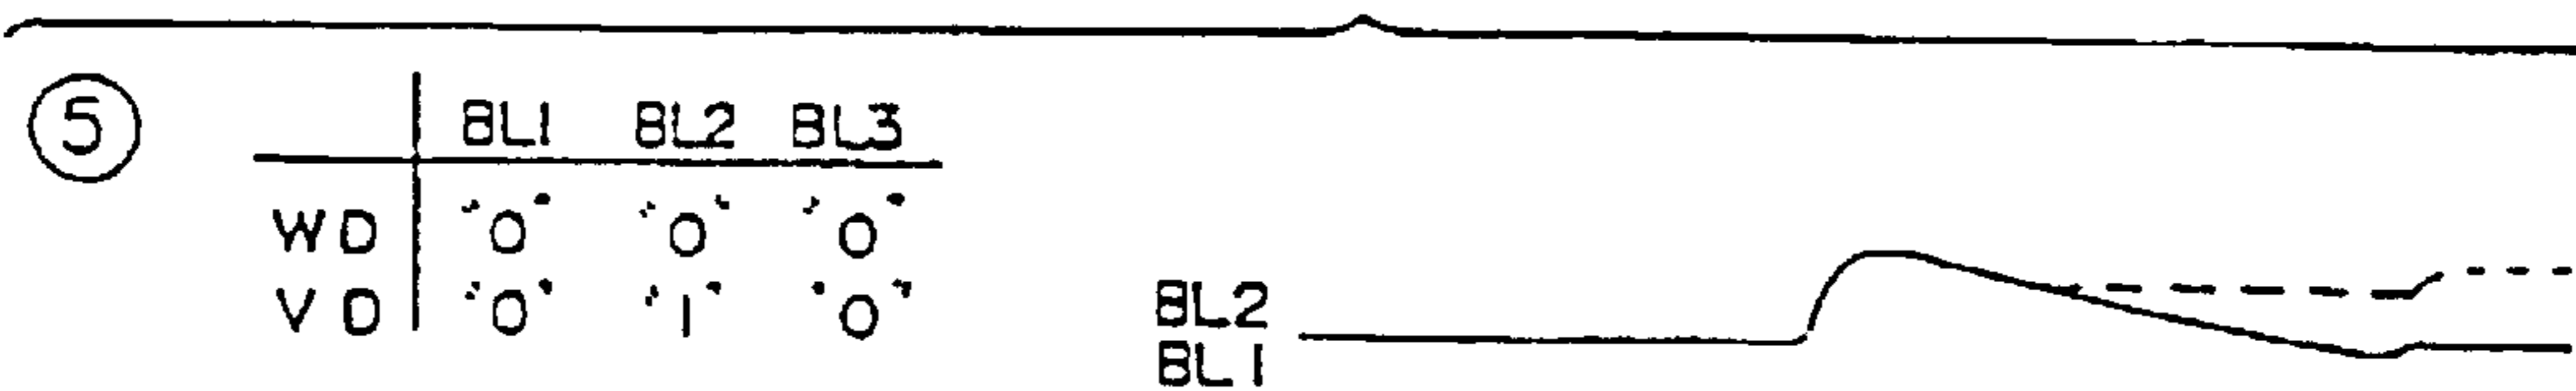 5
BL1 BL2 BL3
WD "0" "0" "0"
VD "0" "1" "0"
BL2
BL1